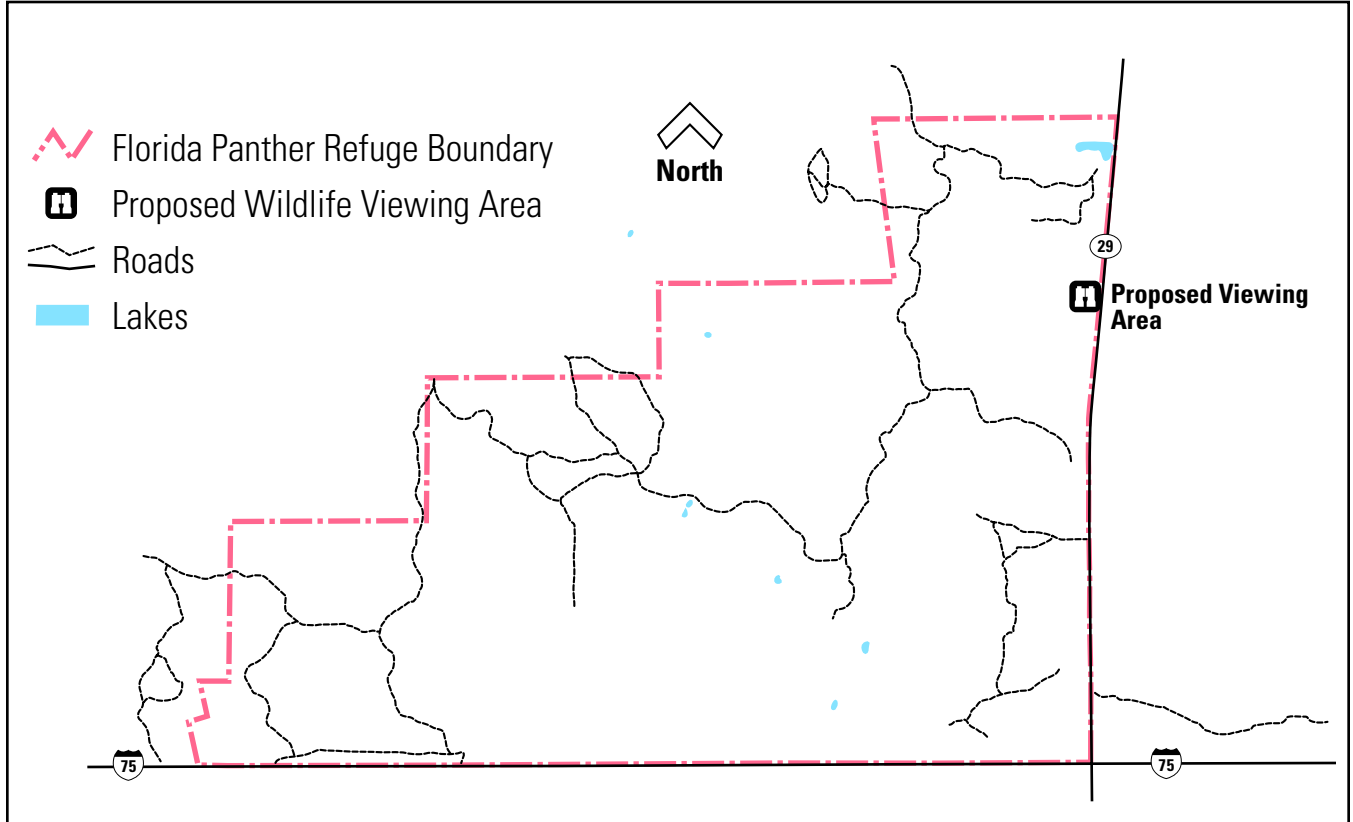 Florida Panther Refuge Boundary
Proposed Wildlife Viewing Area
Roads
Lakes
North
29
Proposed Viewing
Area
75
75